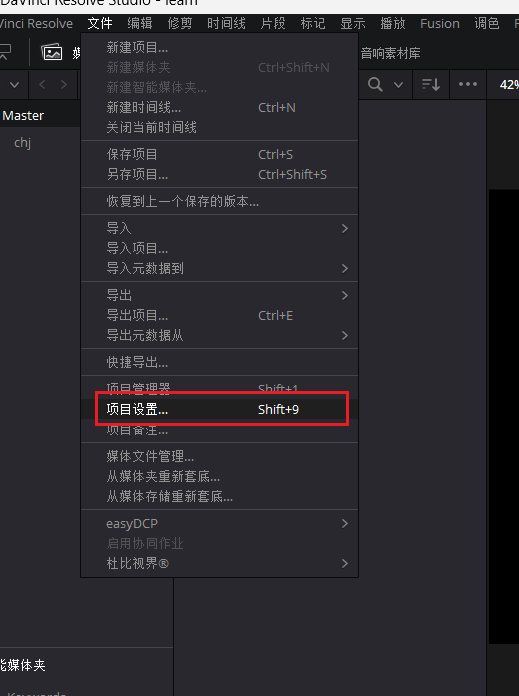 DaVinci Resolve Studio - learn
Vinci Resolve 文件 编辑 修剪 时间线 片段 标记 显示 播放 Fusion 调色
音响素材库
42%
Master
chj
新建项目...
新建媒体夹 Ctrl+Shift+N
新建智能媒体夹...
新建时间线... Ctrl+N
关闭当前时间线
保存项目 Ctrl+S
另存项目... Ctrl+Shift+S
恢复到上一个保存的版本...
导入
导入项目...
导入元数据到
导出
导出项目... Ctrl+E
导出元数据从
快捷导出...
项目管理器 Shift+1
项目设置... Shift+9
项目备注...
媒体文件管理...
从媒体夹重新套底...
从媒体存储重新套底...
easyDCP
启用协同作业
杜比视界®
能媒体夹
Keywords